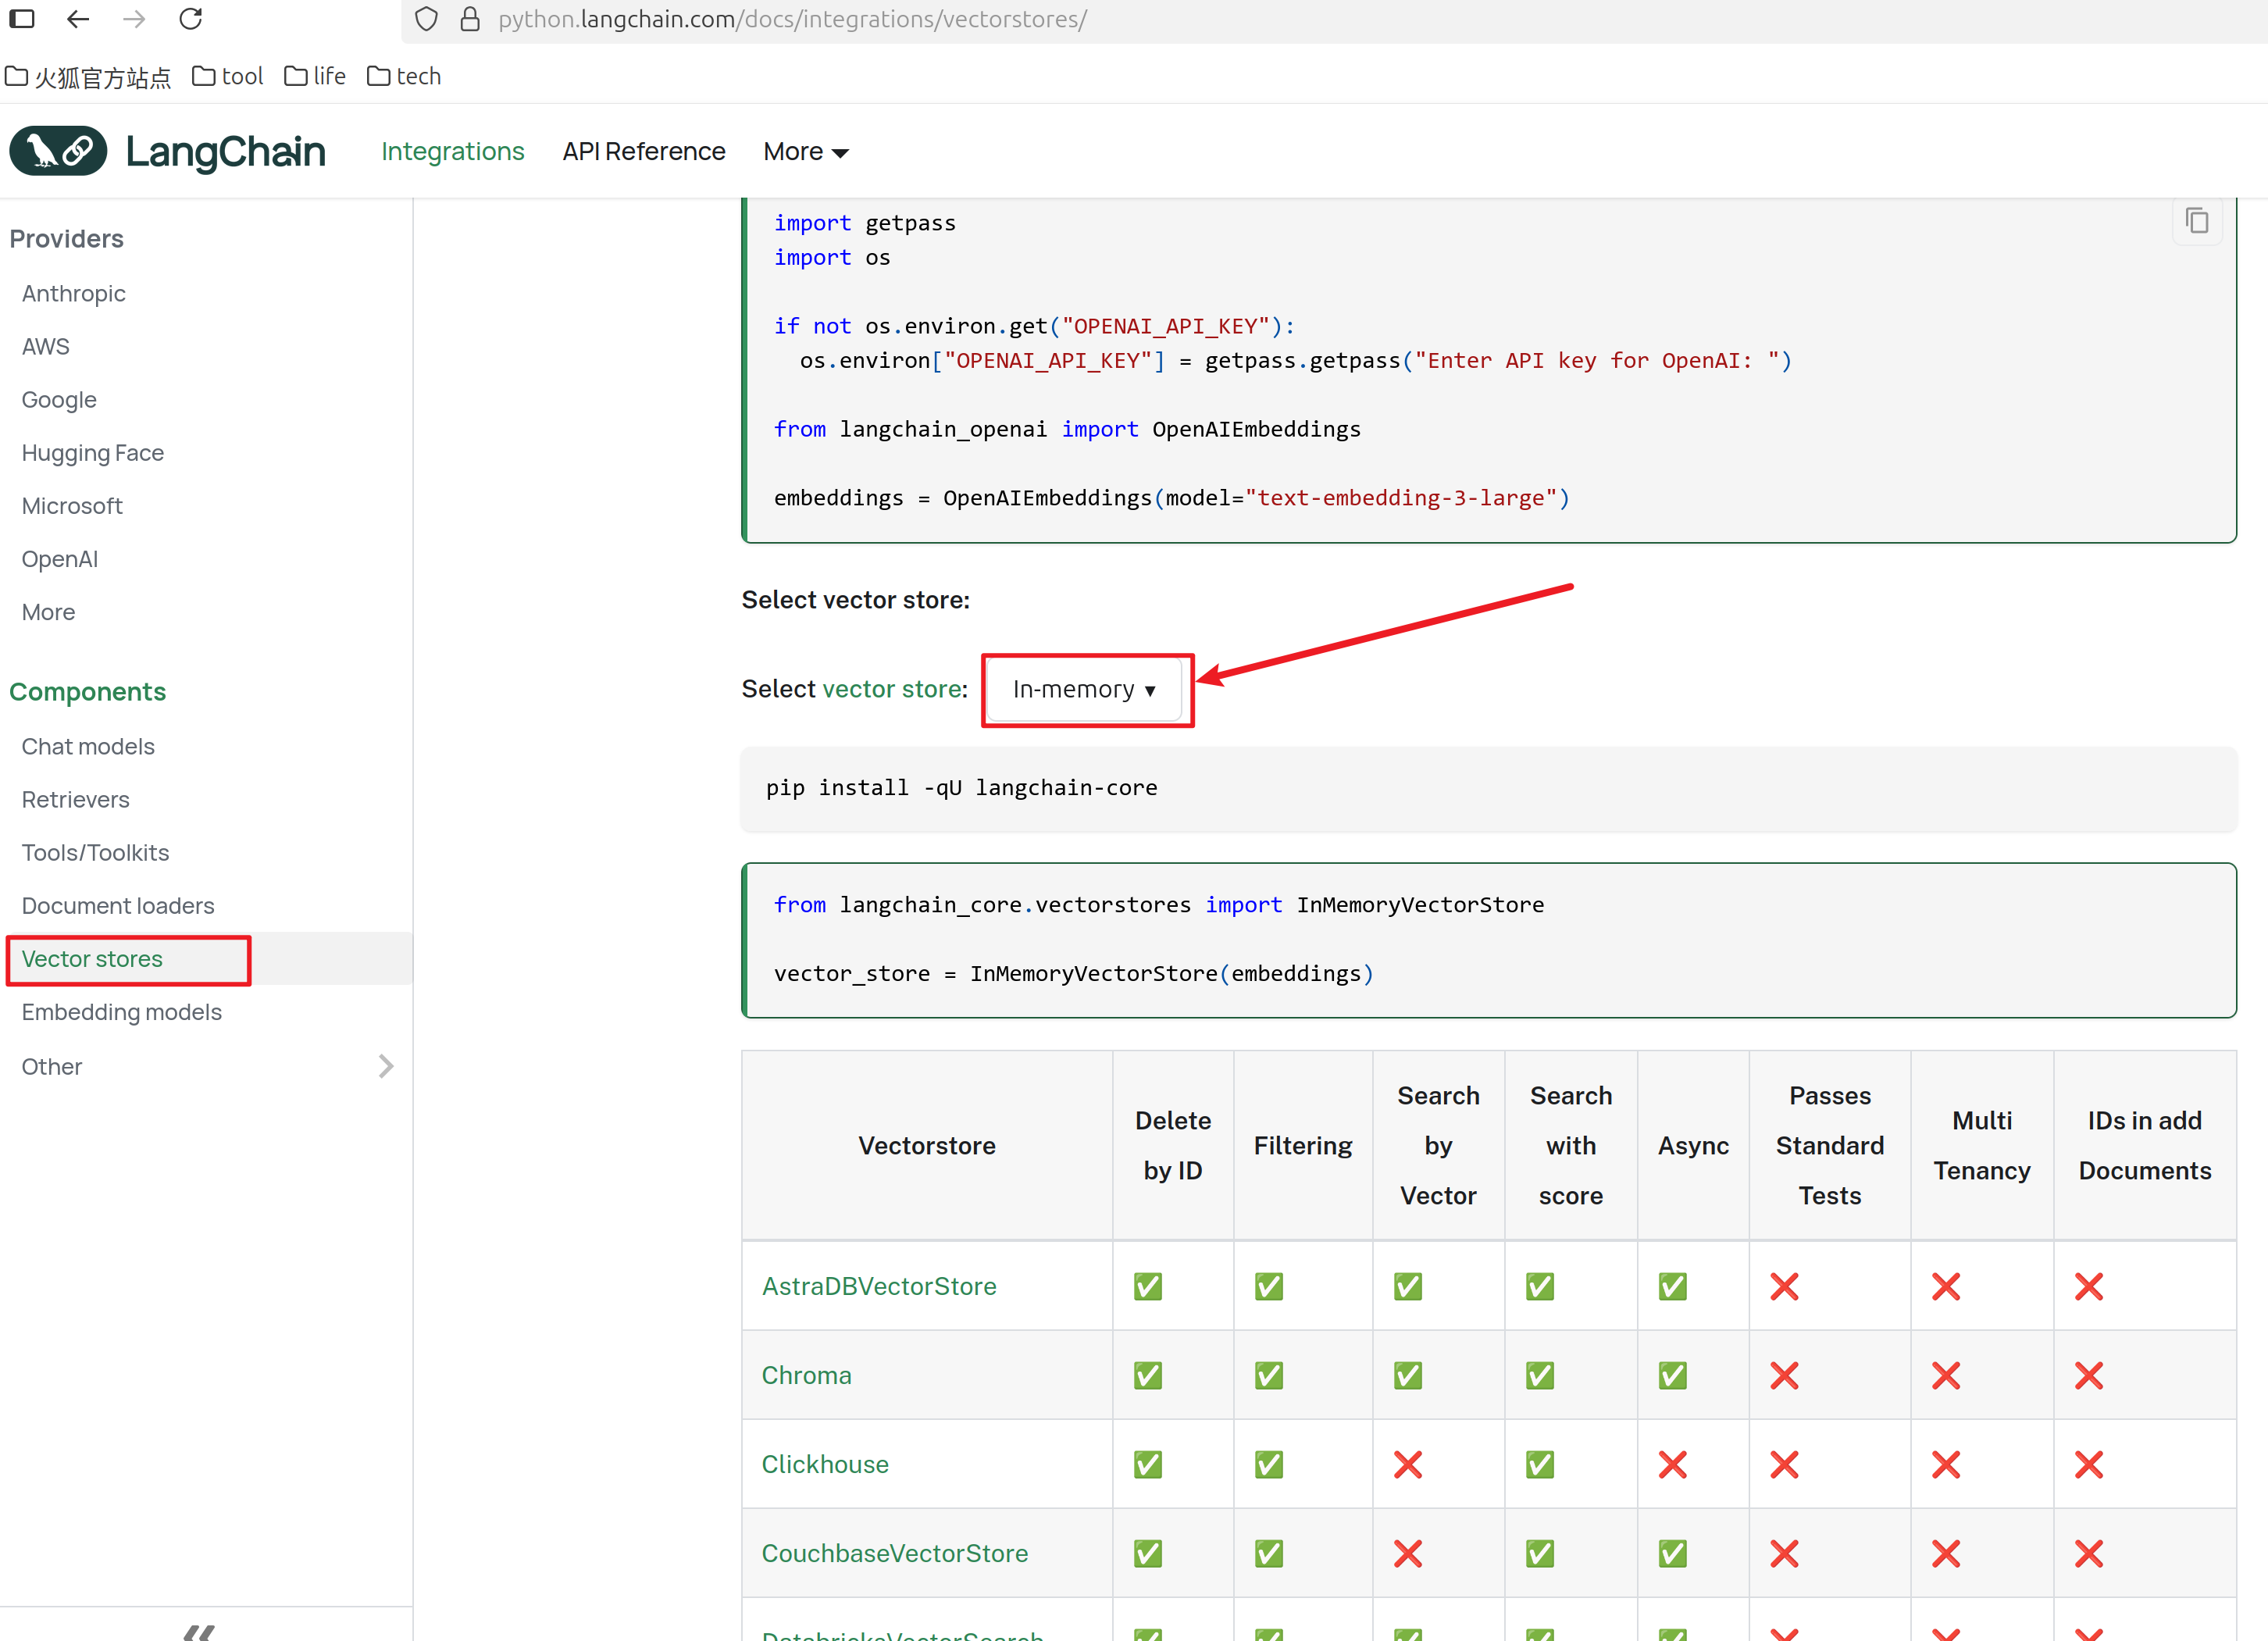 python.langchain.com/docs/integrations/vectorstores/
火狐官方站点 tool life tech
LangChain Integrations API Reference More
Providers
Anthropic
AWS
Google
Hugging Face
Microsoft
OpenAI
More
Components
Chat models
Retrievers
Tools/Toolkits
Document loaders
Vector stores
Embedding models
Other
import getpass
import os
if not os.environ.get("OPENAI_API_KEY"):
  os.environ["OPENAI_API_KEY"] = getpass.getpass("Enter API key for OpenAI: ")
from langchain_openai import OpenAIEmbeddings
embeddings = OpenAIEmbeddings(model="text-embedding-3-large")
Select vector store:
Select vector store: In-memory ▾
pip install -qU langchain-core
from langchain_core.vectorstores import InMemoryVectorStore
vector_store = InMemoryVectorStore(embeddings)
Vectorstore Delete by ID Filtering Search by Vector Search with score Async Passes Standard Tests Multi Tenancy IDs in add Documents
AstraDBVectorStore ✅ ✅ ✅ ✅ ✅ ❌ ❌ ❌
Chroma ✅ ✅ ✅ ✅ ✅ ❌ ❌ ❌
Clickhouse ✅ ✅ ❌ ✅ ❌ ❌ ❌ ❌
CouchbaseVectorStore ✅ ✅ ❌ ✅ ✅ ❌ ❌ ❌
DatabricksVectorSearch ✅ ✅ ✅ ✅ ✅ ❌ ❌ ❌